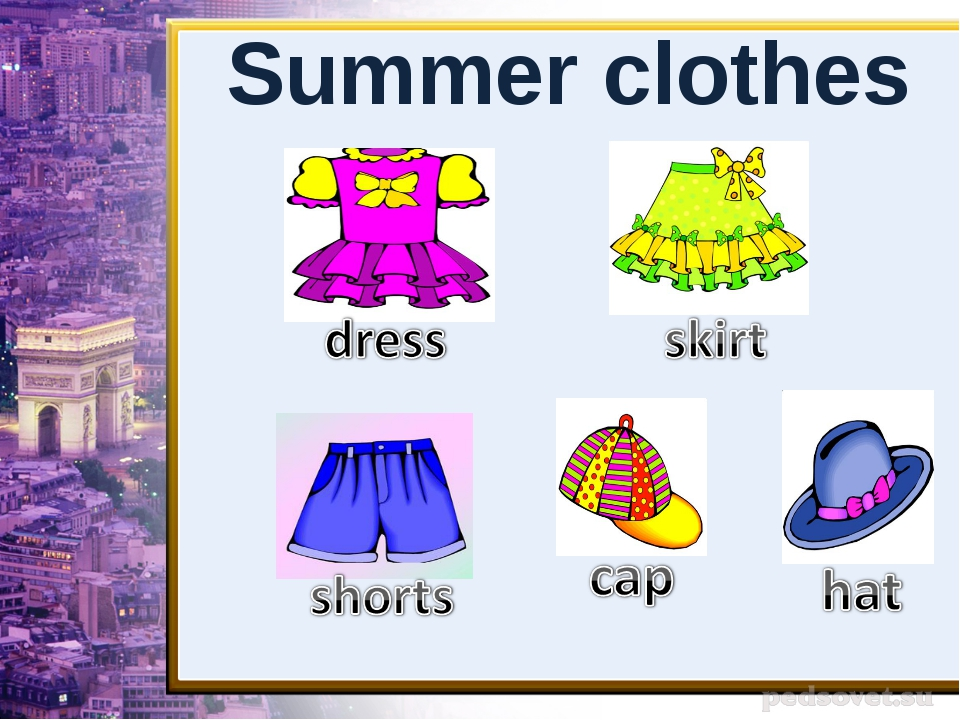 Summer clothes
dress skirt
shorts cap hat
pedsovet.su